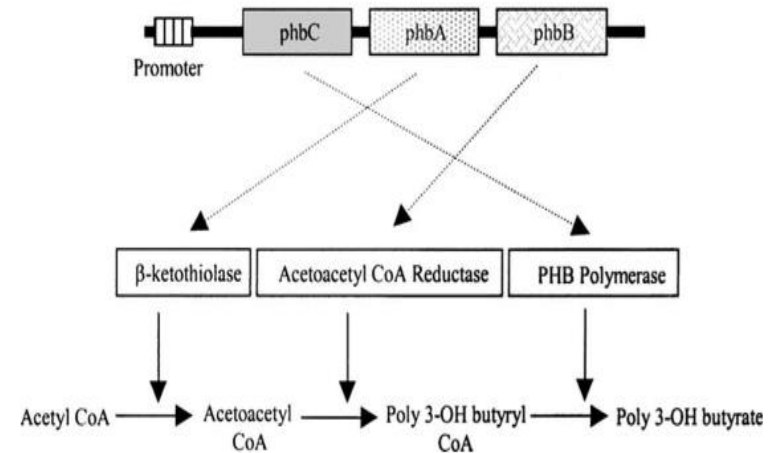 phbC phbA phbB
Promoter
β-ketothiolase Acetoacetyl CoA Reductase PHB Polymerase
Acetyl CoA Acetoacetyl CoA Poly 3-OH butyryl CoA Poly 3-OH butyrate